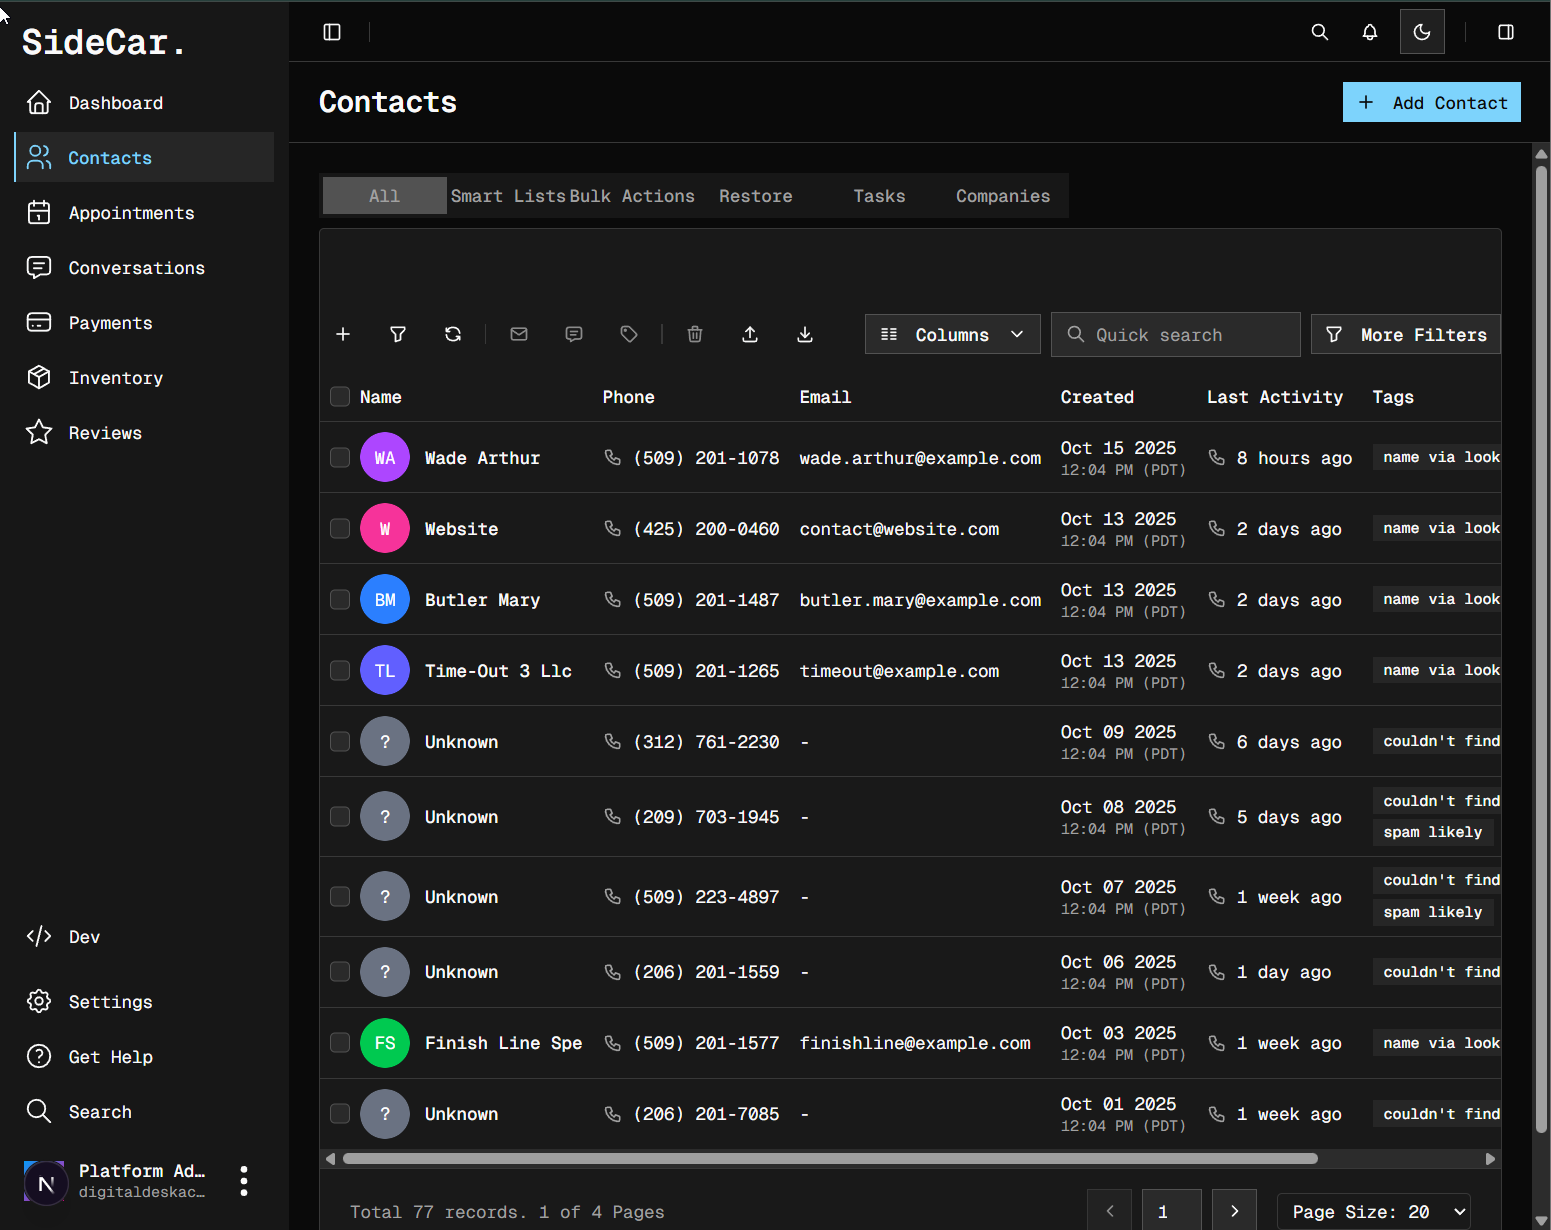 SideCar.
Dashboard
Contacts
Appointments
Conversations
Payments
Inventory
Reviews
Dev
Settings
Get Help
Search
N
Platform Ad…
digitaldeskac…
Contacts
+ Add Contact
All Smart Lists Bulk Actions Restore Tasks Companies
Columns Quick search More Filters
Name Phone Email Created Last Activity Tags
WA Wade Arthur (509) 201-1078 wade.arthur@example.com Oct 15 2025 8 hours ago name via look
12:04 PM (PDT)
W Website (425) 200-0460 contact@website.com Oct 13 2025 2 days ago name via look
12:04 PM (PDT)
BM Butler Mary (509) 201-1487 butler.mary@example.com Oct 13 2025 2 days ago name via look
12:04 PM (PDT)
TL Time-Out 3 Llc (509) 201-1265 timeout@example.com Oct 13 2025 2 days ago name via look
12:04 PM (PDT)
? Unknown (312) 761-2230 - Oct 09 2025 6 days ago couldn't find
12:04 PM (PDT)
? Unknown (209) 703-1945 - Oct 08 2025 5 days ago couldn't find
12:04 PM (PDT) spam likely
? Unknown (509) 223-4897 - Oct 07 2025 1 week ago couldn't find
12:04 PM (PDT) spam likely
? Unknown (206) 201-1559 - Oct 06 2025 1 day ago couldn't find
12:04 PM (PDT)
FS Finish Line Spe (509) 201-1577 finishline@example.com Oct 03 2025 1 week ago name via look
12:04 PM (PDT)
? Unknown (206) 201-7085 - Oct 01 2025 1 week ago couldn't find
12:04 PM (PDT)
Total 77 records. 1 of 4 Pages < 1 > Page Size: 20